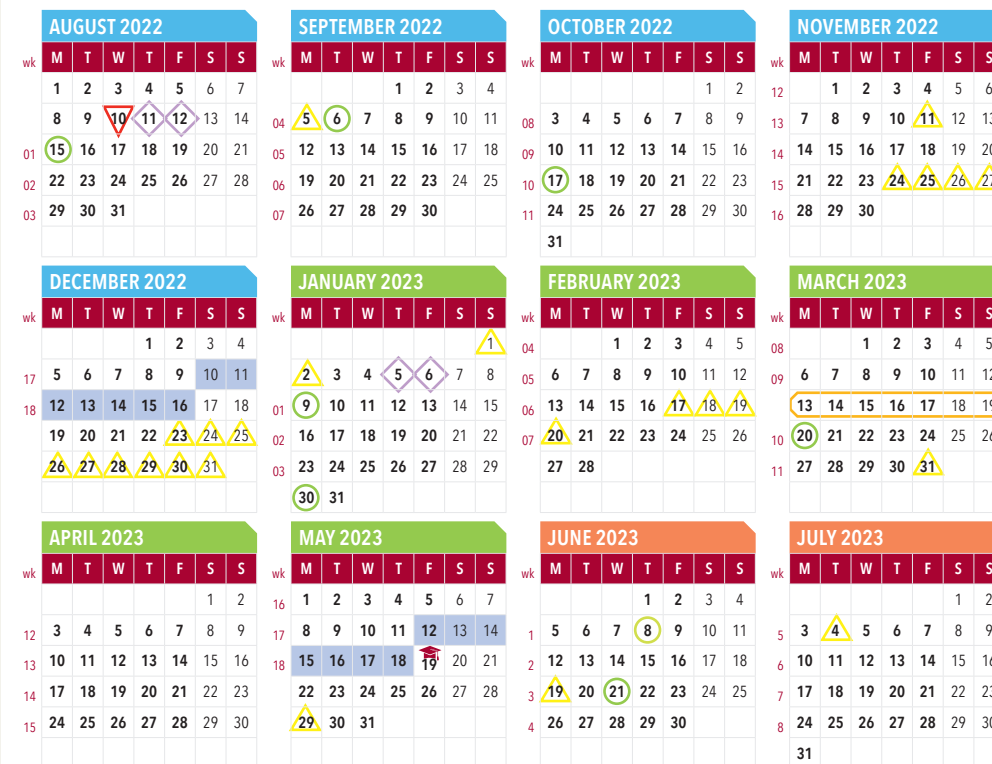 AUGUST 2022
wk M T W T F S S
1 2 3 4 5 6 7
8 9 10 11 12 13 14
01 15 16 17 18 19 20 21
02 22 23 24 25 26 27 28
03 29 30 31
SEPTEMBER 2022
wk M T W T F S S
1 2 3 4
04 5 6 7 8 9 10 11
05 12 13 14 15 16 17 18
06 19 20 21 22 23 24 25
07 26 27 28 29 30
OCTOBER 2022
wk M T W T F S S
1 2
08 3 4 5 6 7 8 9
09 10 11 12 13 14 15 16
10 17 18 19 20 21 22 23
11 24 25 26 27 28 29 30
31
NOVEMBER 2022
wk M T W T F S S
12 1 2 3 4 5 6
13 7 8 9 10 11 12 13
14 14 15 16 17 18 19 20
15 21 22 23 24 25 26 27
16 28 29 30
DECEMBER 2022
wk M T W T F S S
1 2 3 4
17 5 6 7 8 9 10 11
18 12 13 14 15 16 17 18
19 20 21 22 23 24 25
26 27 28 29 30 31
JANUARY 2023
wk M T W T F S S
1
2 3 4 5 6 7 8
01 9 10 11 12 13 14 15
02 16 17 18 19 20 21 22
03 23 24 25 26 27 28 29
30 31
FEBRUARY 2023
wk M T W T F S S
04 1 2 3 4 5
05 6 7 8 9 10 11 12
06 13 14 15 16 17 18 19
07 20 21 22 23 24 25 26
27 28
MARCH 2023
wk M T W T F S S
08 1 2 3 4 5
09 6 7 8 9 10 11 12
13 14 15 16 17 18 19
10 20 21 22 23 24 25 26
11 27 28 29 30 31
APRIL 2023
wk M T W T F S S
1 2
12 3 4 5 6 7 8 9
13 10 11 12 13 14 15 16
14 17 18 19 20 21 22 23
15 24 25 26 27 28 29 30
MAY 2023
wk M T W T F S S
16 1 2 3 4 5 6 7
17 8 9 10 11 12 13 14
18 15 16 17 18 19 20 21
22 23 24 25 26 27 28
29 30 31
JUNE 2023
wk M T W T F S S
1 2 3 4
1 5 6 7 8 9 10 11
2 12 13 14 15 16 17 18
3 19 20 21 22 23 24 25
4 26 27 28 29 30
JULY 2023
wk M T W T F S S
1 2
5 3 4 5 6 7 8 9
6 10 11 12 13 14 15 16
7 17 18 19 20 21 22 23
8 24 25 26 27 28 29 30
31